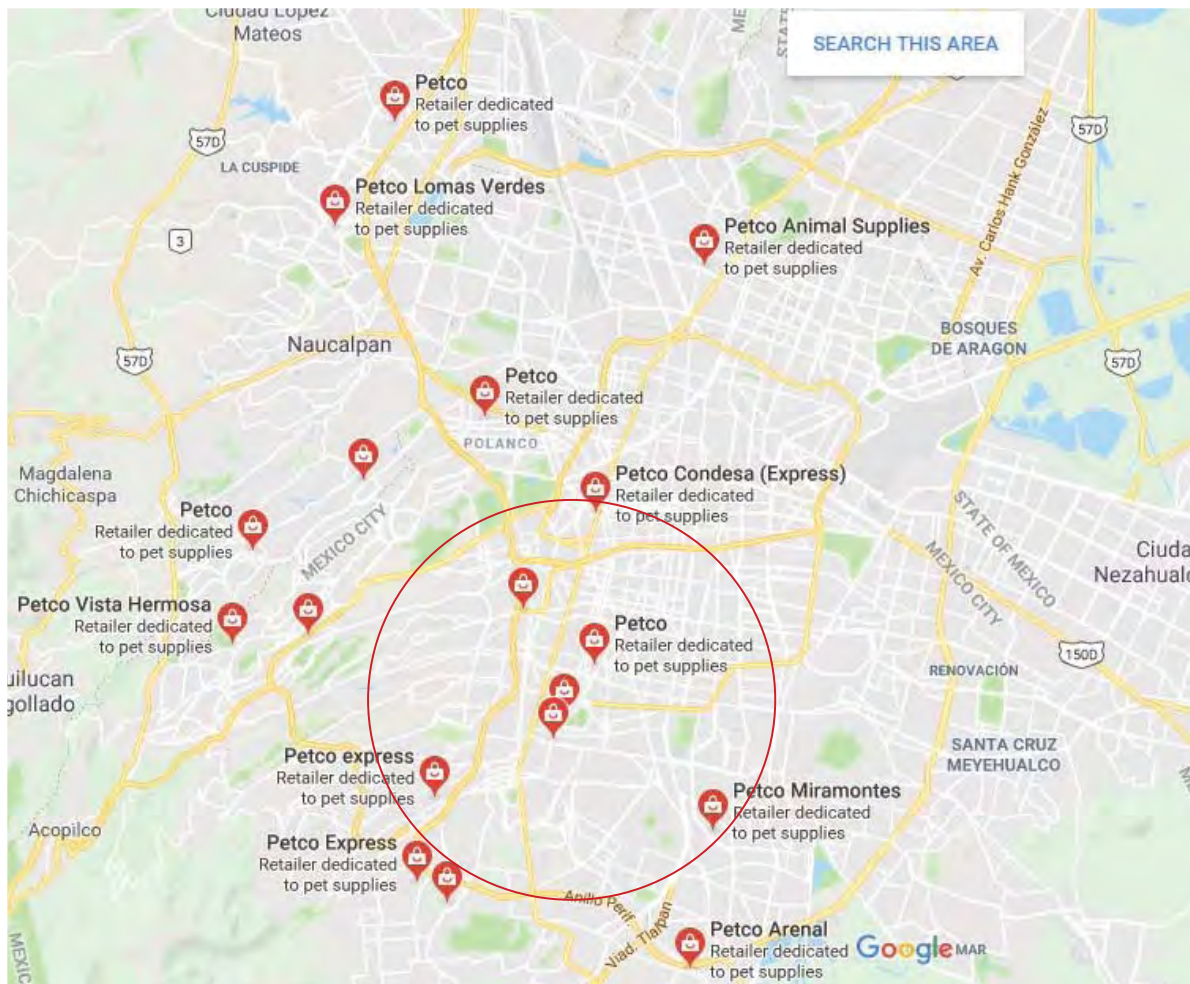 Ciudad López
Mateos
ME
STAT
SEARCH THIS AREA
Petco
Retailer dedicated
to pet supplies
57D
57D
LA CUSPIDE
Av. Carlos Hank González
Petco Lomas Verdes
Retailer dedicated
to pet supplies
3
Petco Animal Supplies
Retailer dedicated
to pet supplies
Naucalpan
57D
BOSQUES
DE ARAGON
57D
Petco
Retailer dedicated
to pet supplies
POLANCO
Magdalena
Chichicaspa
Petco Condesa (Express)
Retailer dedicated
to pet supplies
Petco
Retailer dedicated
to pet supplies
MEXICO CITY
STATE OF MEXICO
MEXICO CITY
Ciuda
Nezahualc
Petco Vista Hermosa
Retailer dedicated
to pet supplies
Petco
Retailer dedicated
to pet supplies
150D
RENOVACIÓN
uilucan
gollado
SANTA CRUZ
MEYEHUALCO
Petco express
Retailer dedicated
to pet supplies
Petco Miramontes
Retailer dedicated
to pet supplies
Acopilco
Petco Express
Retailer dedicated
to pet supplies
Anillo Perif.
Viad. Tlalpan
Petco Arenal
Retailer dedicated
to pet supplies
Google
MAR
MEXIC